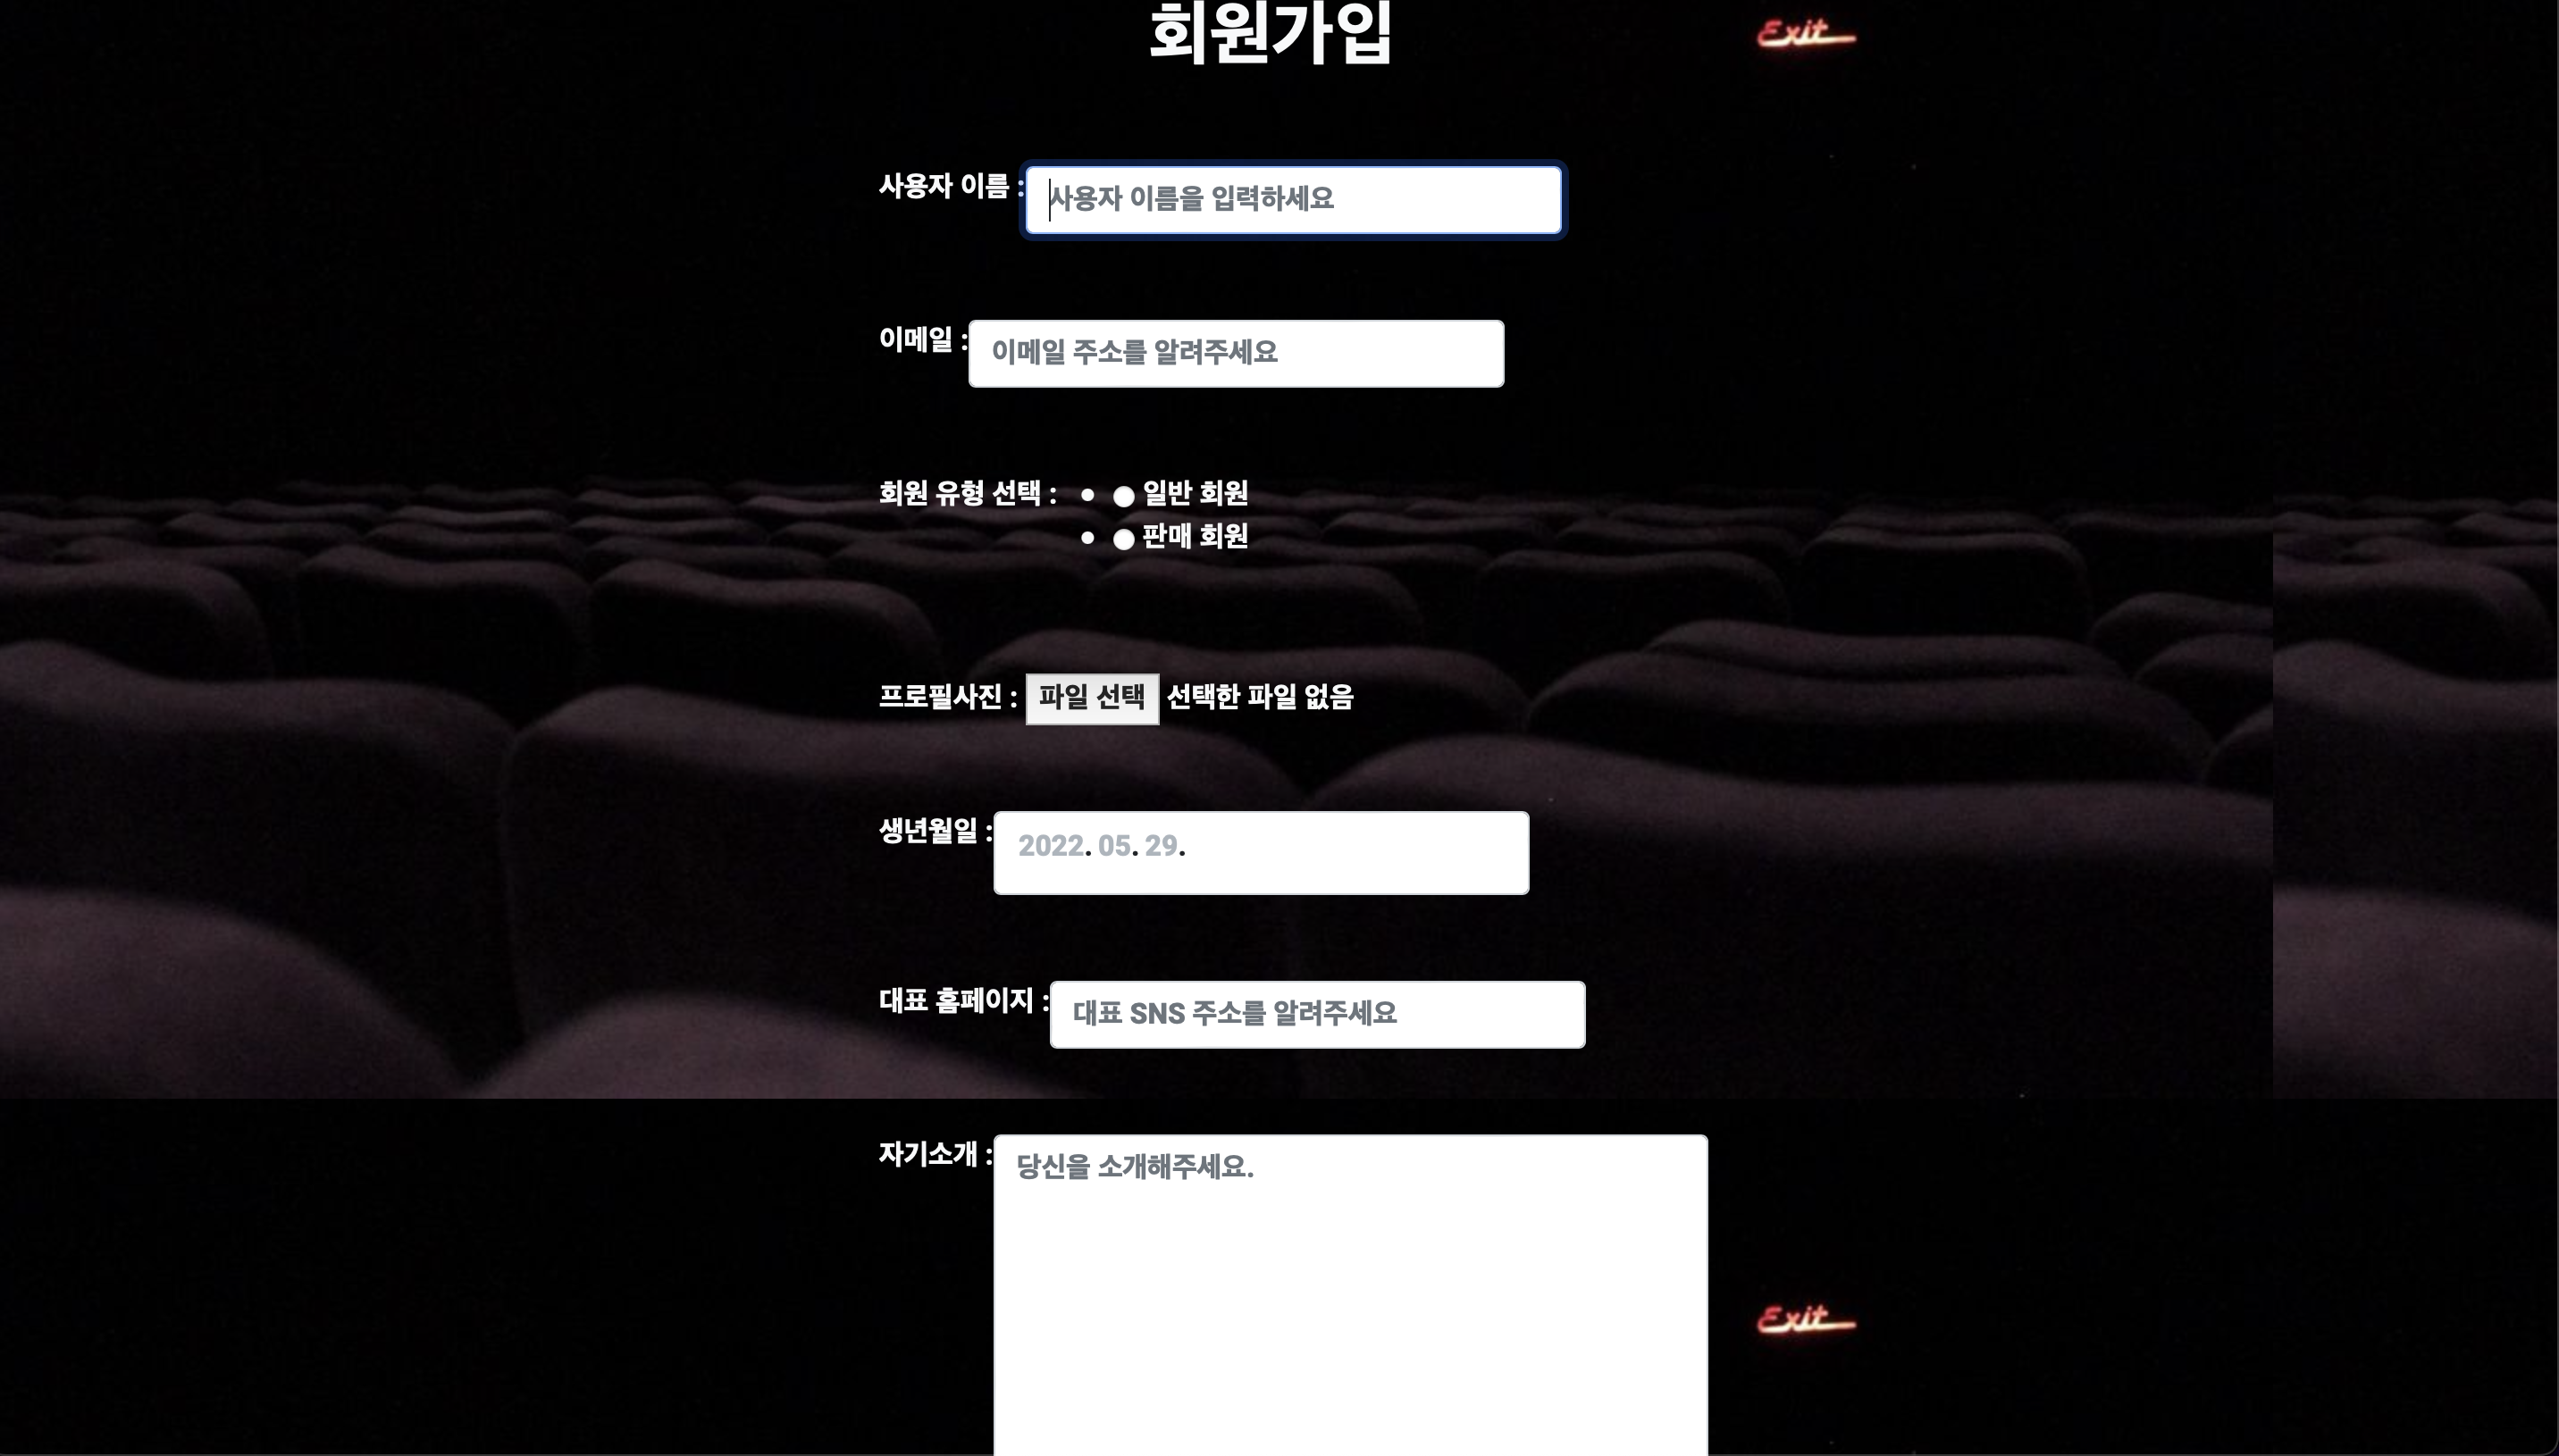 회원가입
Exit
사용자 이름 :
사용자 이름을 입력하세요
이메일 :
이메일 주소를 알려주세요
회원 유형 선택 :
일반 회원
판매 회원
프로필사진 : 파일 선택 선택한 파일 없음
생년월일 :
2022. 05. 29.
대표 홈페이지 :
대표 SNS 주소를 알려주세요
자기소개 :
당신을 소개해주세요.
Exit